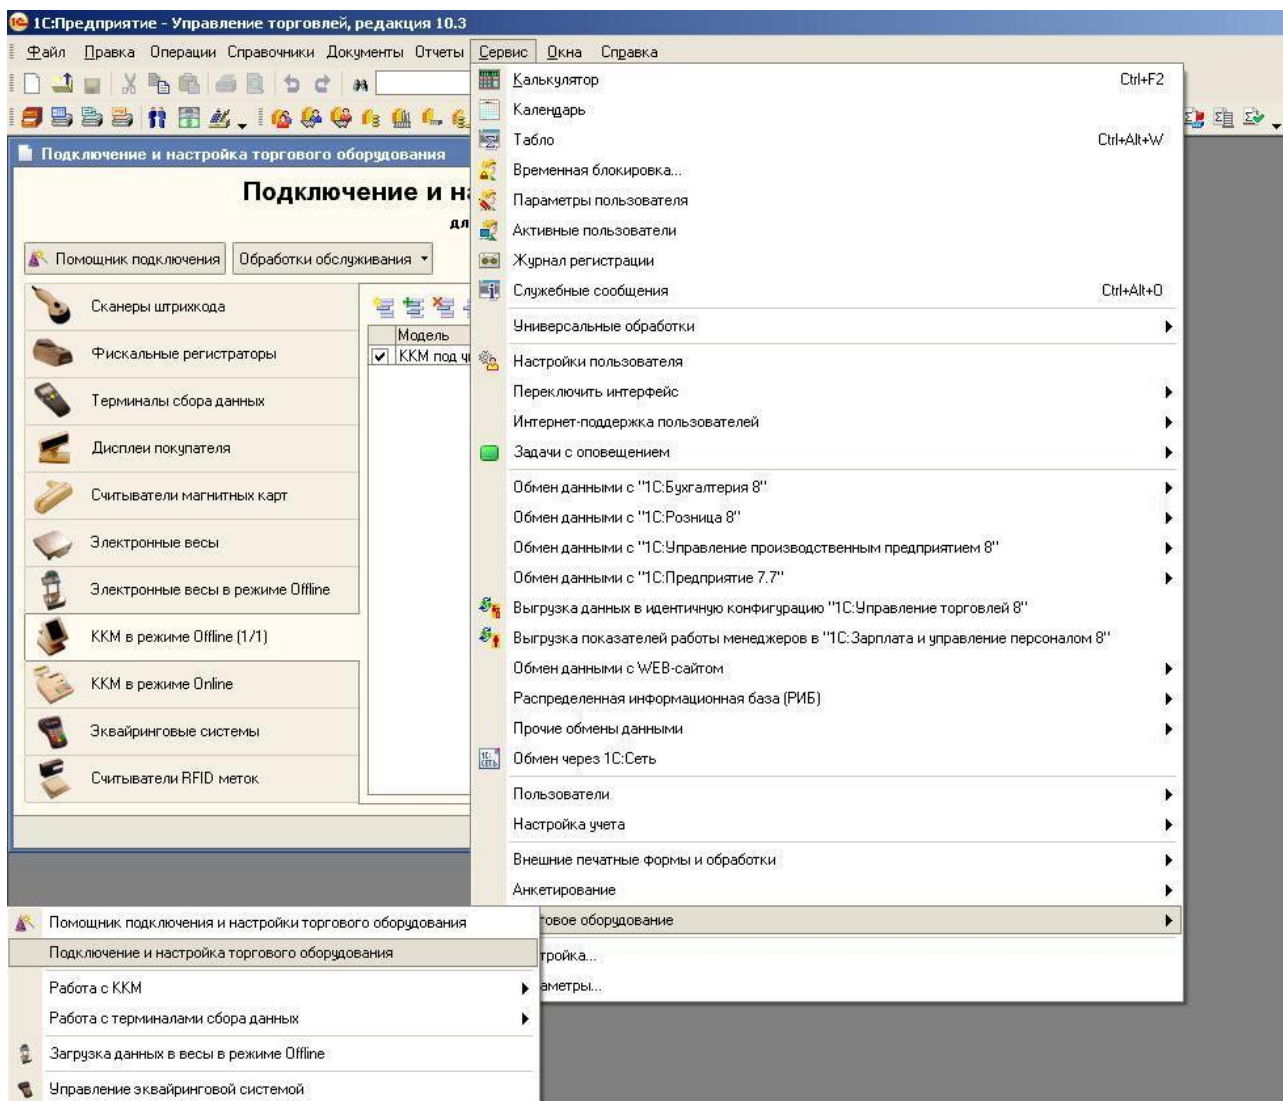 1С:Предприятие - Управление торговлей, редакция 10.3
Файл Правка Операции Справочники Документы Отчеты Сервис Окна Справка
Подключение и настройка торгового оборудования
Подключение и на
дл
Помощник подключения Обработки обслуживания
Сканеры штрихкода
Фискальные регистраторы
Терминалы сбора данных
Дисплеи покупателя
Считыватели магнитных карт
Электронные весы
Электронные весы в режиме Offline
ККМ в режиме Offline (1/1)
ККМ в режиме Online
Эквайринговые системы
Считыватели RFID меток
Модель
ККМ под ч
Калькулятор Ctrl+F2
Календарь
Табло Ctrl+Alt+W
Временная блокировка...
Параметры пользователя
Активные пользователи
Журнал регистрации
Служебные сообщения Ctrl+Alt+O
Универсальные обработки
Настройки пользователя
Переключить интерфейс
Интернет-поддержка пользователей
Задачи с оповещением
Обмен данными с "1С:Бухгалтерия 8"
Обмен данными с "1С:Розница 8"
Обмен данными с "1С:Управление производственным предприятием 8"
Обмен данными с "1С:Предприятие 7.7"
Выгрузка данных в идентичную конфигурацию "1С:Управление торговлей 8"
Выгрузка показателей работы менеджеров в "1С:Зарплата и управление персоналом 8"
Обмен данными с WEB-сайтом
Распределенная информационная база (РИБ)
Прочие обмены данными
Обмен через 1С:Сеть
Пользователи
Настройка учета
Внешние печатные формы и обработки
Анкетирование
говое оборудование
тройка...
аметры...
Помощник подключения и настройки торгового оборудования
Подключение и настройка торгового оборудования
Работа с ККМ
Работа с терминалами сбора данных
Загрузка данных в весы в режиме Offline
Управление эквайринговой системой